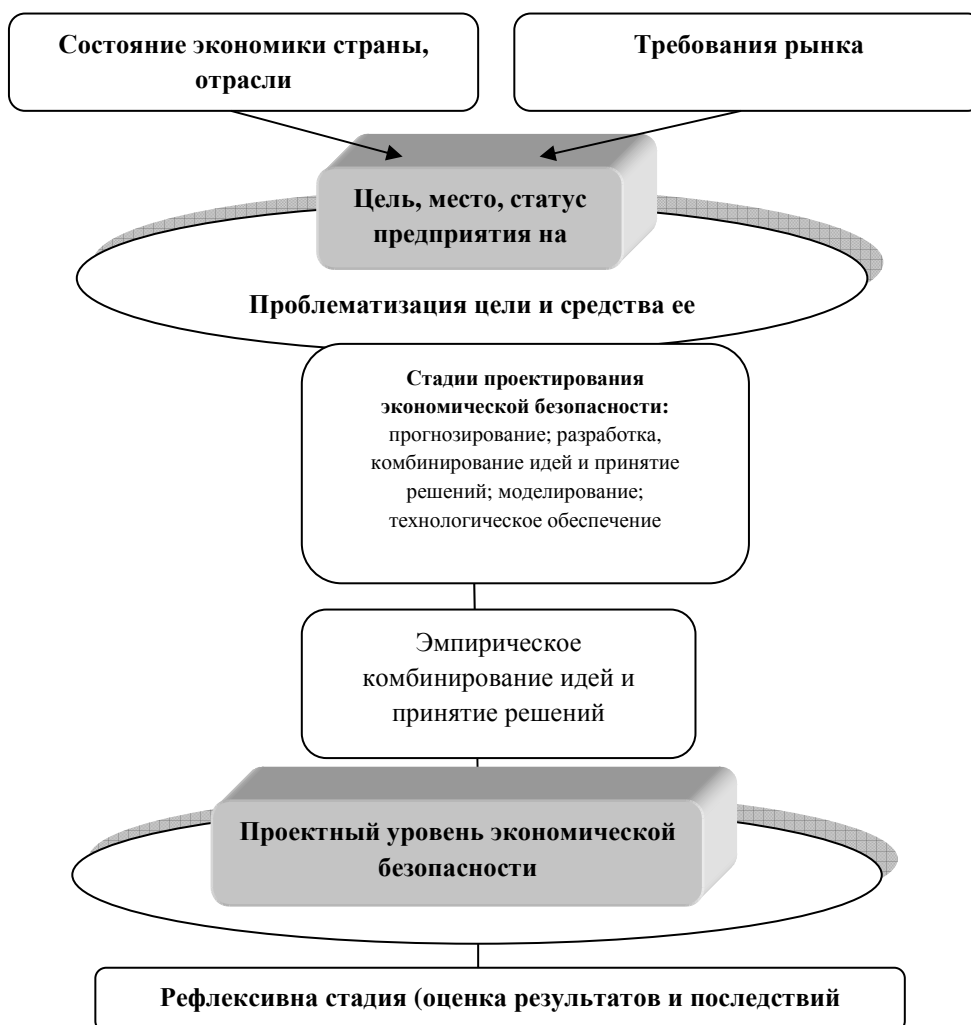 Состояние экономики страны,
отрасли
Требования рынка
Цель, место, статус
предприятия на
Проблематизация цели и средства ее
Стадии проектирования
экономической безопасности:
прогнозирование; разработка,
комбинирование идей и принятие
решений; моделирование;
технологическое обеспечение
Эмпирическое
комбинирование идей и
принятие решений
Проектный уровень экономической
безопасности
Рефлексивна стадия (оценка результатов и последствий